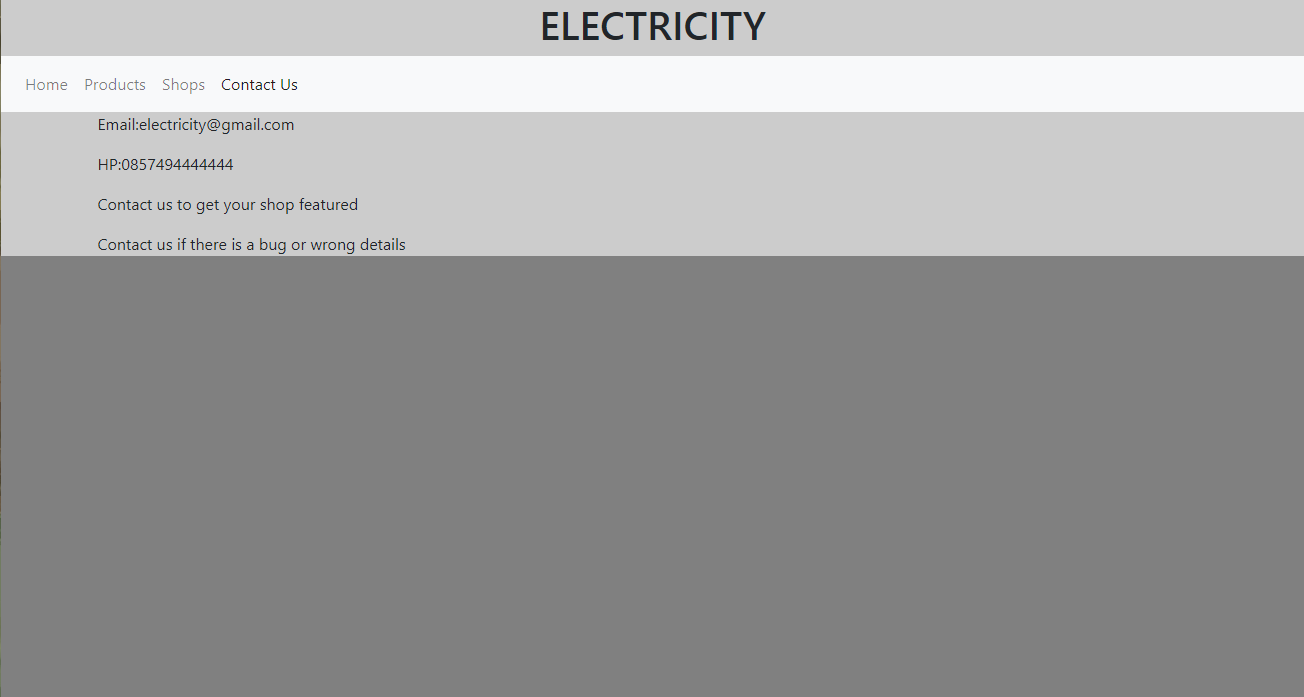 ELECTRICITY
Home Products Shops Contact Us
Email:electricity@gmail.com
HP:0857494444444
Contact us to get your shop featured
Contact us if there is a bug or wrong details